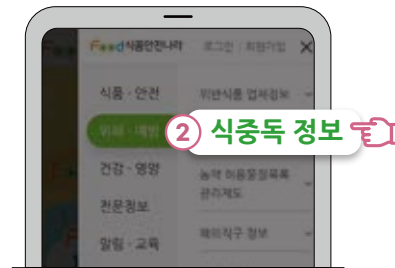 Food식품안전나라 로그인 | 회원가입 X
식품 · 안전
위반식품 업체정보
위해 · 예방
② 식중독 정보
건강 · 영양
농약 허용물질목록
관리제도
전문정보
해외직구 정보
알림 · 교육